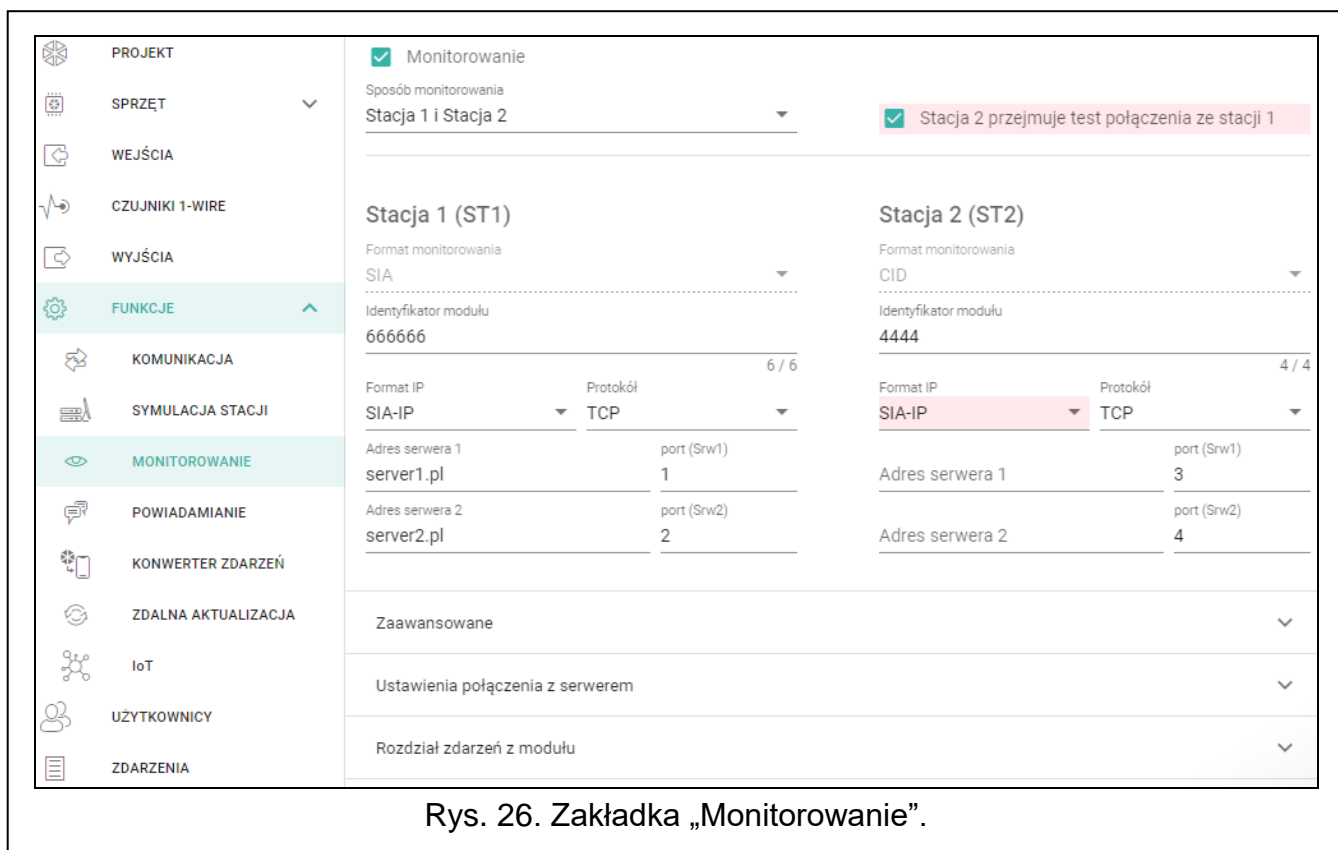 PROJEKT
SPRZĘT
WEJŚCIA
CZUJNIKI 1-WIRE
WYJŚCIA
FUNKCJE
KOMUNIKACJA
SYMULACJA STACJI
MONITOROWANIE
POWIADAMIANIE
KONWERTER ZDARZEŃ
ZDALNA AKTUALIZACJA
IoT
UŻYTKOWNICY
ZDARZENIA
Monitorowanie
Sposób monitorowania
Stacja 1 i Stacja 2
Stacja 2 przejmuje test połączenia ze stacji 1
Stacja 1 (ST1)
Format monitorowania
SIA
Identyfikator modułu
666666
6 / 6
Format IP Protokół
SIA-IP TCP
Adres serwera 1 port (Srw1)
server1.pl 1
Adres serwera 2 port (Srw2)
server2.pl 2
Stacja 2 (ST2)
Format monitorowania
CID
Identyfikator modułu
4444
4 / 4
Format IP Protokół
SIA-IP TCP
port (Srw1)
Adres serwera 1 3
port (Srw2)
Adres serwera 2 4
Zaawansowane
Ustawienia połączenia z serwerem
Rozdział zdarzeń z modułu
Rys. 26. Zakładka „Monitorowanie”.